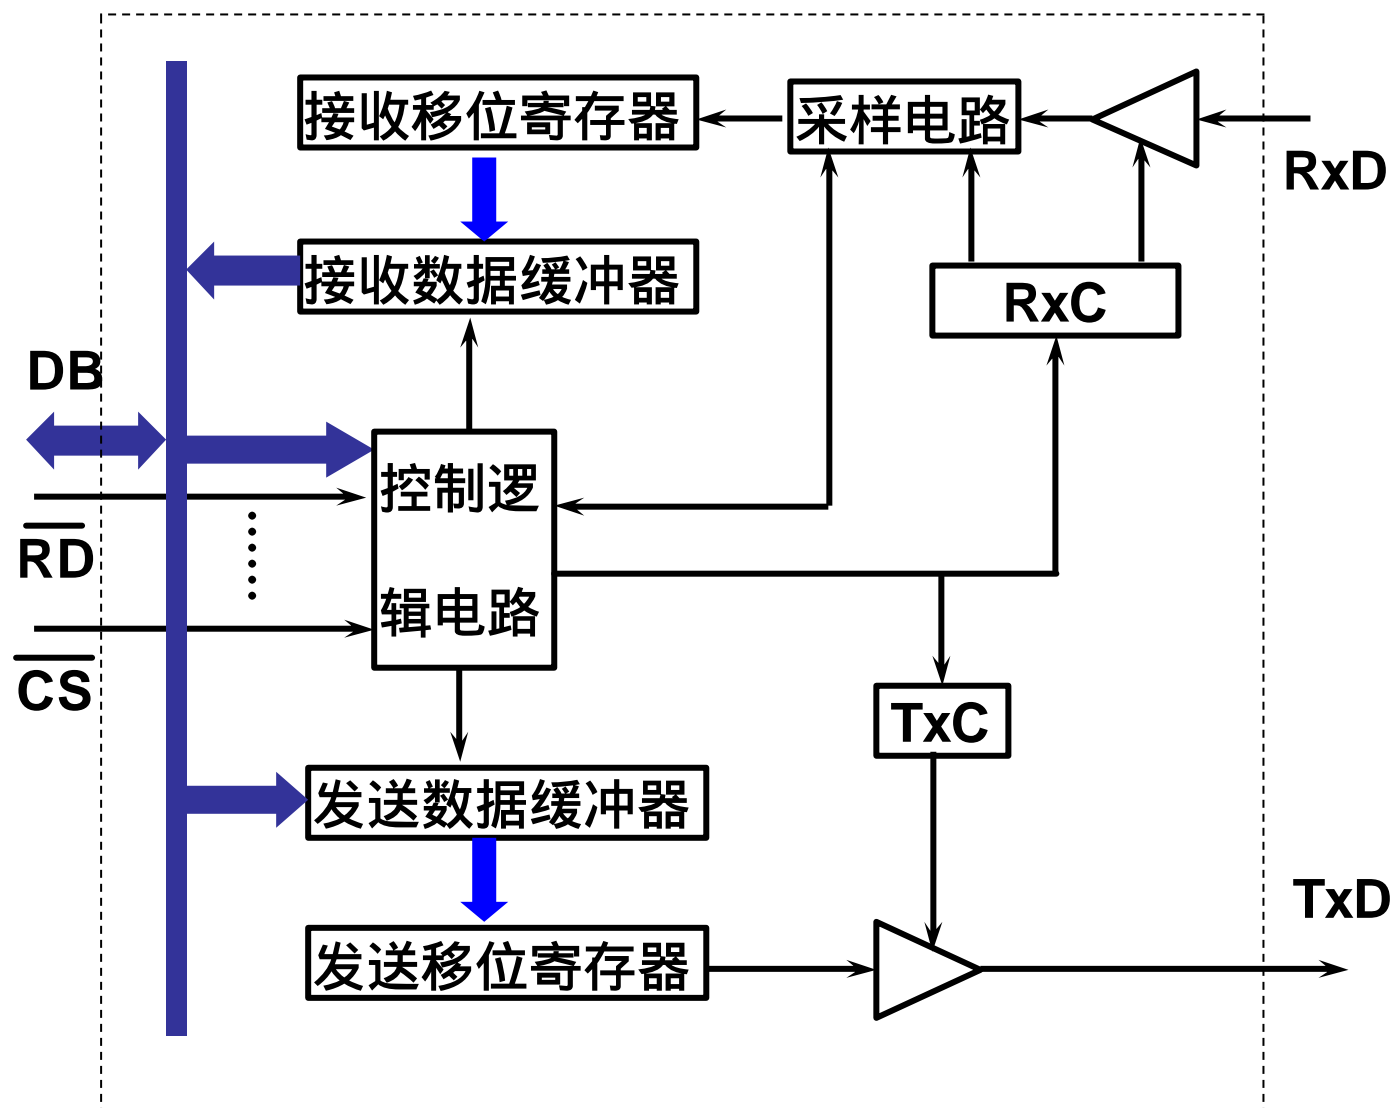 接收移位寄存器
采样电路
RxD
接收数据缓冲器
RxC
DB
控制逻
RD
辑电路
CS
TxC
发送数据缓冲器
TxD
发送移位寄存器